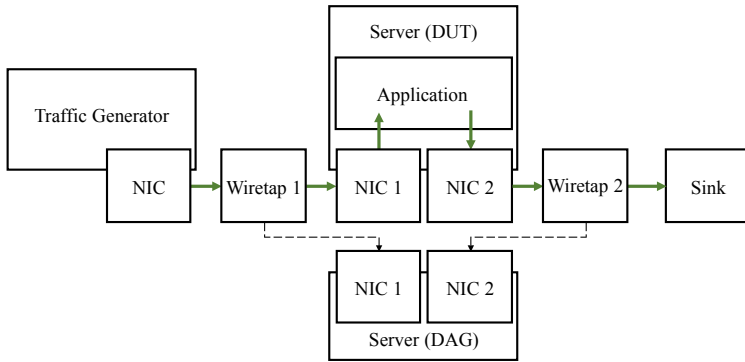 Server (DUT)
Application
Traffic Generator
NIC
Wiretap 1
NIC 1
NIC 2
Wiretap 2
Sink
NIC 1
NIC 2
Server (DAG)